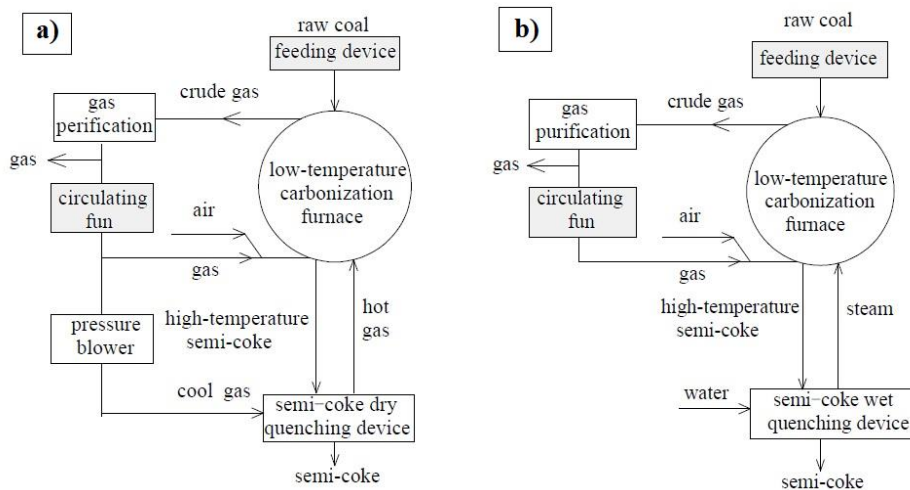 a)
raw coal
feeding device
crude gas
gas
perification
gas
circulating
fun
air
gas
low-temperature
carbonization
furnace
high-temperature
semi-coke
hot
gas
pressure
blower
cool gas
semi-coke dry
quenching device
semi-coke
b)
raw coal
feeding device
crude gas
gas
purification
gas
circulating
fun
air
gas
low-temperature
carbonization
furnace
high-temperature
semi-coke
steam
water
semi-coke wet
quenching device
semi-coke